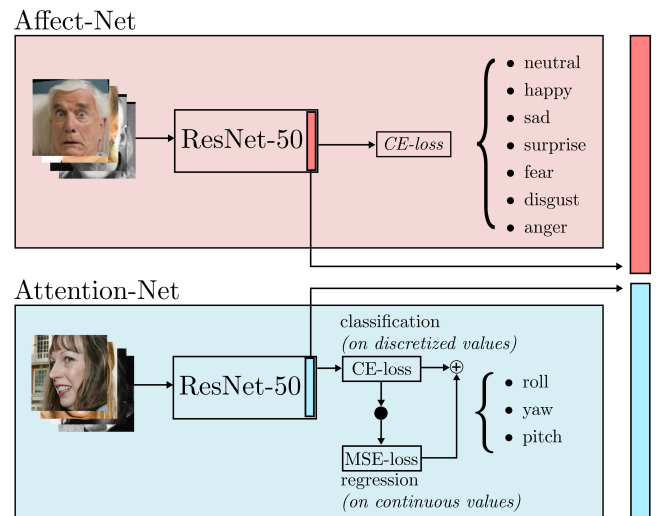 Affect-Net
ResNet-50
CE-loss
• neutral
• happy
• sad
• surprise
• fear
• disgust
• anger
Attention-Net
ResNet-50
classification
(on discretized values)
CE-loss
MSE-loss
regression
(on continuous values)
• roll
• yaw
• pitch